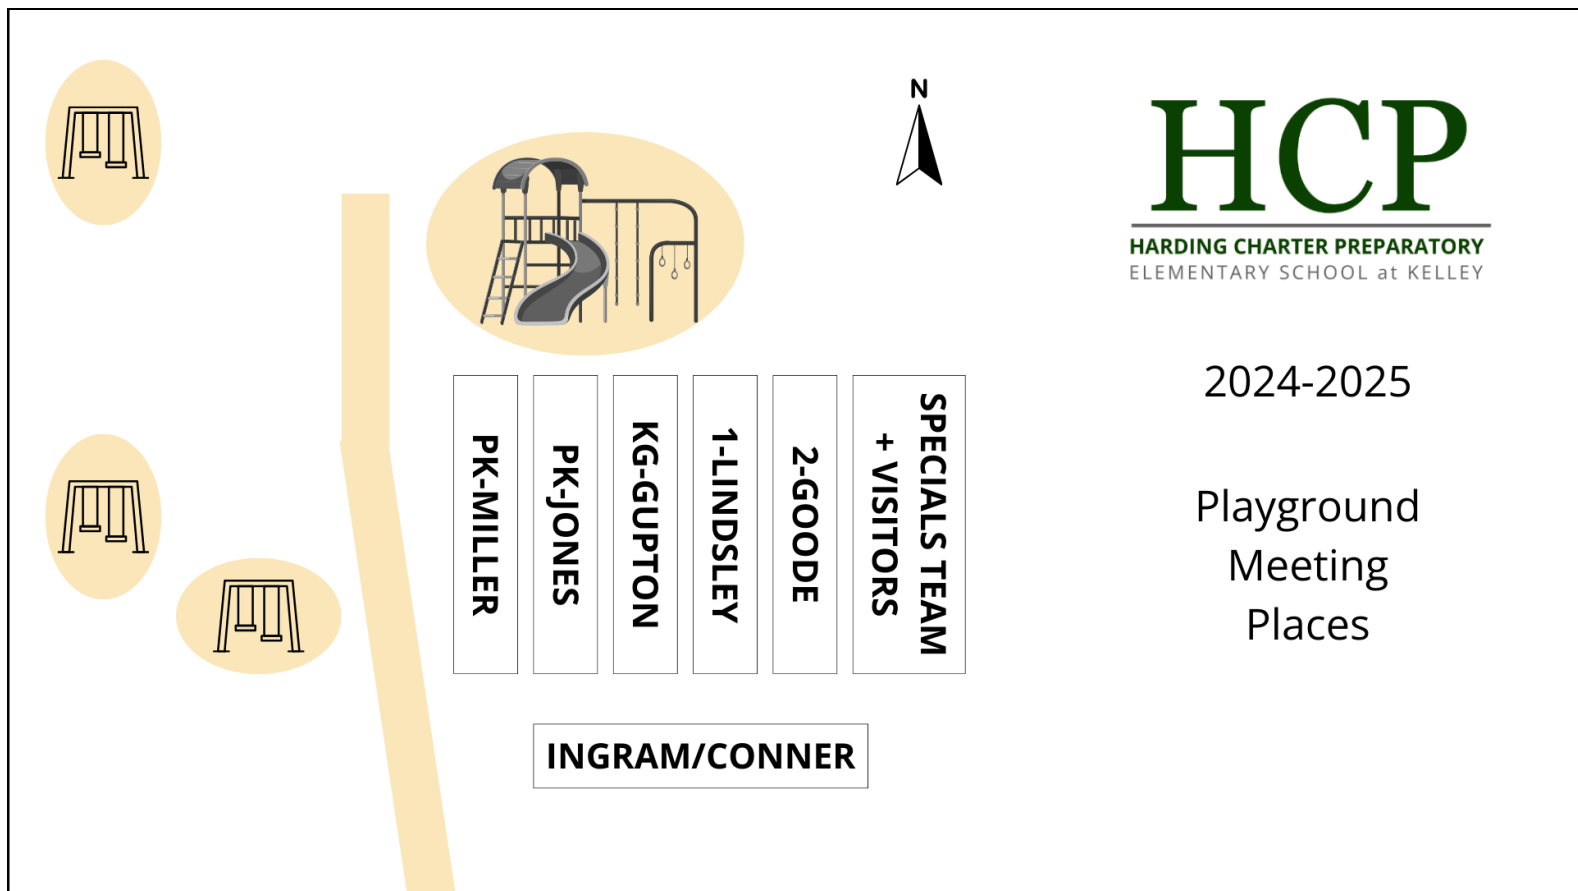 N
HCP
HARDING CHARTER PREPARATORY
ELEMENTARY SCHOOL at KELLEY
2024-2025
Playground
Meeting
Places
PK-MILLER
PK-JONES
KG-GUPTON
1-LINDSLEY
2-GOODE
SPECIALS TEAM
+ VISITORS
INGRAM/CONNER